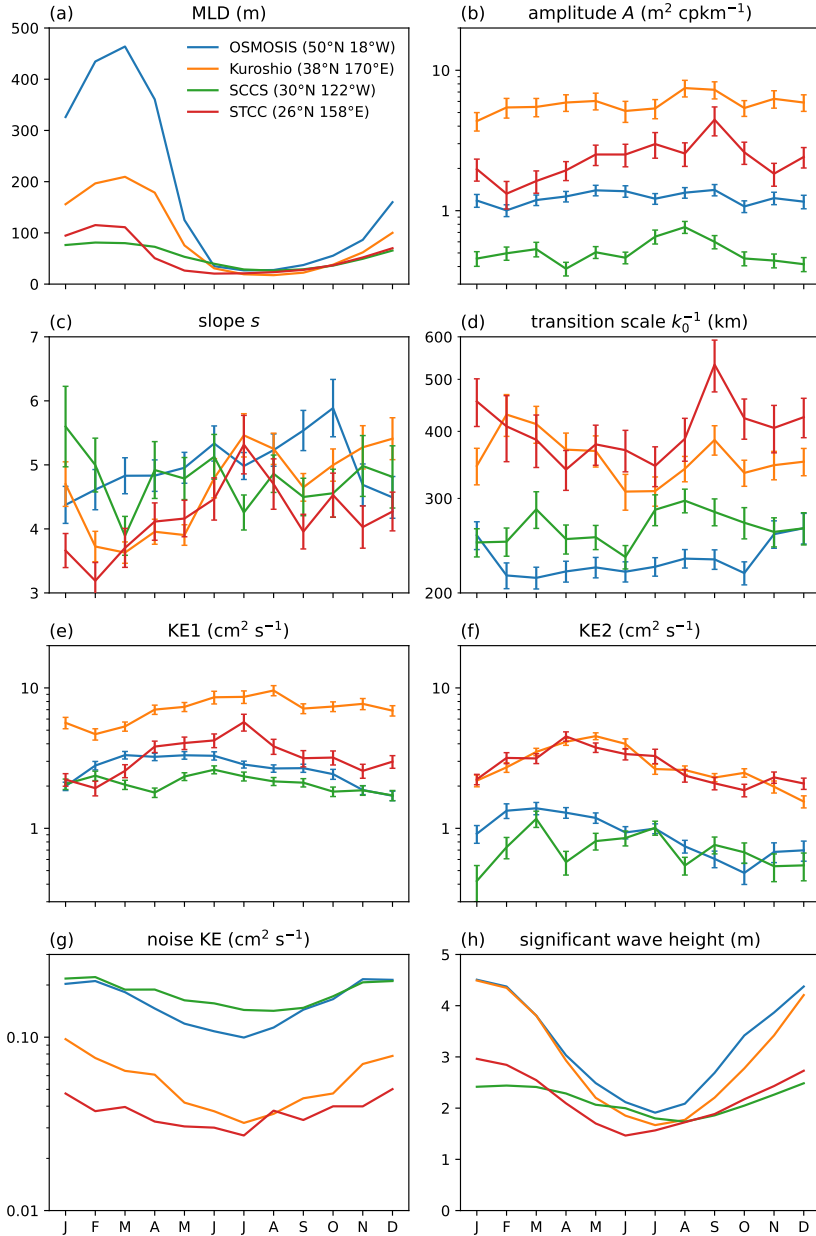 (a) MLD (m)
500
400
300
200
100
0
OSMOSIS (50°N 18°W)
Kuroshio (38°N 170°E)
SCCS (30°N 122°W)
STCC (26°N 158°E)
(b) amplitude A (m² cpkm⁻¹)
10
1
(c) slope s
7
6
5
4
3
(d) transition scale k₀⁻¹ (km)
600
500
400
300
200
(e) KE1 (cm² s⁻¹)
10
1
(f) KE2 (cm² s⁻¹)
10
1
(g) noise KE (cm² s⁻¹)
0.10
0.01
J F M A M J J A S O N D
(h) significant wave height (m)
5
4
3
2
1
0
J F M A M J J A S O N D